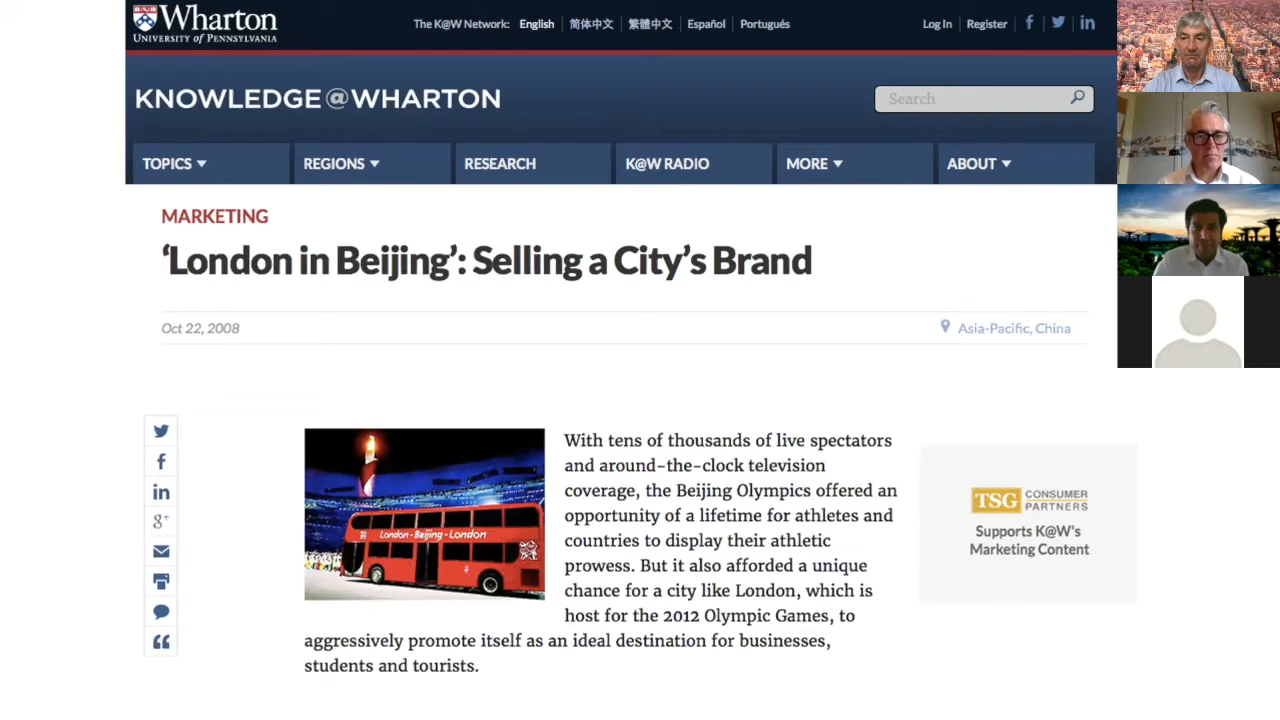 Wharton
UNIVERSITY of PENNSYLVANIA
The K@W Network: English 简体中文 繁體中文 Español Portugués
Log In Register
KNOWLEDGE@WHARTON
Search
TOPICS REGIONS RESEARCH K@W RADIO MORE ABOUT
MARKETING
‘London in Beijing’: Selling a City’s Brand
Oct 22, 2008
Asia-Pacific, China
London - Beijing - London
With tens of thousands of live spectators
and around-the-clock television
coverage, the Beijing Olympics offered an
opportunity of a lifetime for athletes and
countries to display their athletic
prowess. But it also afforded a unique
chance for a city like London, which is
host for the 2012 Olympic Games, to
aggressively promote itself as an ideal destination for businesses,
students and tourists.
TSG CONSUMER
PARTNERS
Supports K@W's
Marketing Content